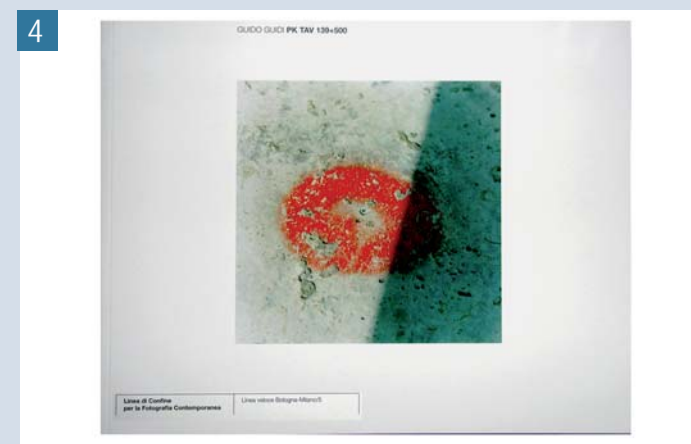 4
GUIDO GUIDI PK TAV 139+500
Linea di Confine
per la Fotografia Contemporanea
Linea veloce Bologna-Milano/5